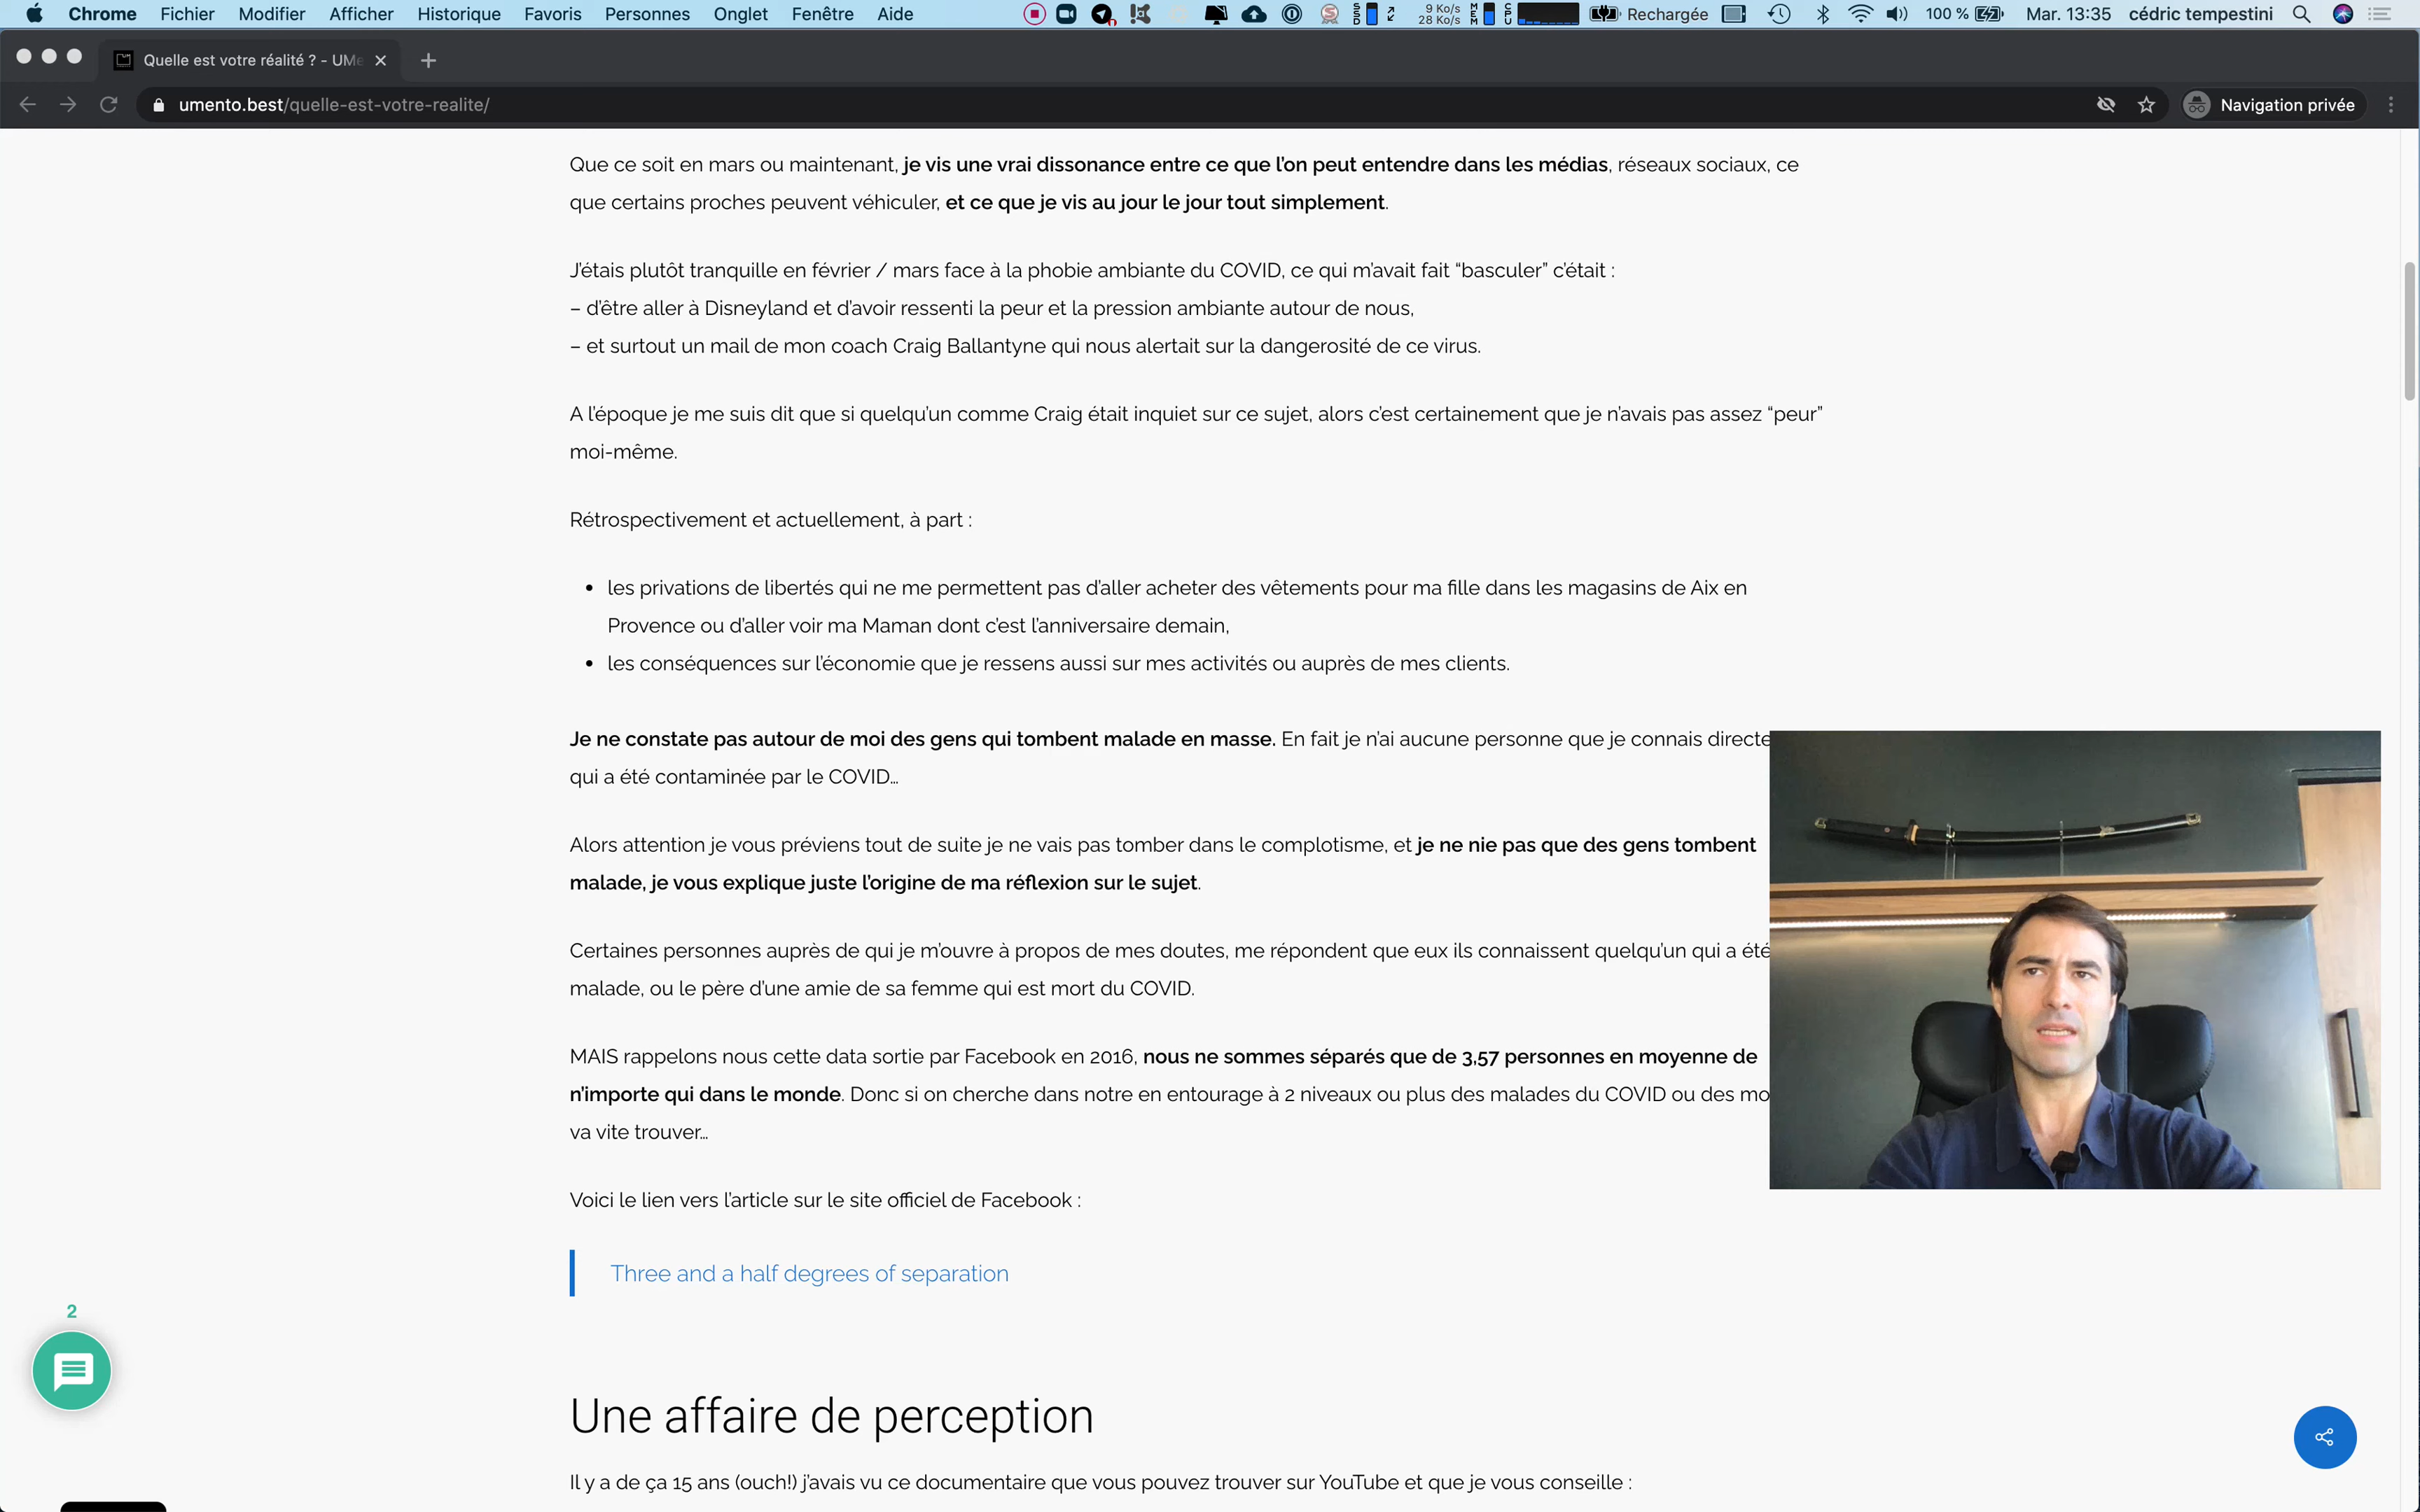 Chrome Fichier Modifier Afficher Historique Favoris Personnes Onglet Fenêtre Aide
9 Ko/s
28 Ko/s
Rechargée 100 % Mar. 13:35 cédric tempestini
Quelle est votre réalité ? - UMe
umento.best/quelle-est-votre-realite/ Navigation privée
Que ce soit en mars ou maintenant, je vis une vrai dissonance entre ce que l’on peut entendre dans les médias, réseaux sociaux, ce
que certains proches peuvent véhiculer, et ce que je vis au jour le jour tout simplement.
J’étais plutôt tranquille en février / mars face à la phobie ambiante du COVID, ce qui m’avait fait “basculer” c’était :
– d’être aller à Disneyland et d’avoir ressenti la peur et la pression ambiante autour de nous,
– et surtout un mail de mon coach Craig Ballantyne qui nous alertait sur la dangerosité de ce virus.
A l’époque je me suis dit que si quelqu’un comme Craig était inquiet sur ce sujet, alors c’est certainement que je n’avais pas assez “peur”
moi-même.
Rétrospectivement et actuellement, à part :
• les privations de libertés qui ne me permettent pas d’aller acheter des vêtements pour ma fille dans les magasins de Aix en
Provence ou d’aller voir ma Maman dont c’est l’anniversaire demain,
• les conséquences sur l’économie que je ressens aussi sur mes activités ou auprès de mes clients.
Je ne constate pas autour de moi des gens qui tombent malade en masse. En fait je n’ai aucune personne que je connais directe
qui a été contaminée par le COVID…
Alors attention je vous préviens tout de suite je ne vais pas tomber dans le complotisme, et je ne nie pas que des gens tombent
malade, je vous explique juste l’origine de ma réflexion sur le sujet.
Certaines personnes auprès de qui je m’ouvre à propos de mes doutes, me répondent que eux ils connaissent quelqu’un qui a été
malade, ou le père d’une amie de sa femme qui est mort du COVID.
MAIS rappelons nous cette data sortie par Facebook en 2016, nous ne sommes séparés que de 3,57 personnes en moyenne de
n’importe qui dans le monde. Donc si on cherche dans notre en entourage à 2 niveaux ou plus des malades du COVID ou des mo
va vite trouver…
Voici le lien vers l’article sur le site officiel de Facebook :
Three and a half degrees of separation
2
Une affaire de perception
Il y a de ça 15 ans (ouch!) j’avais vu ce documentaire que vous pouvez trouver sur YouTube et que je vous conseille :